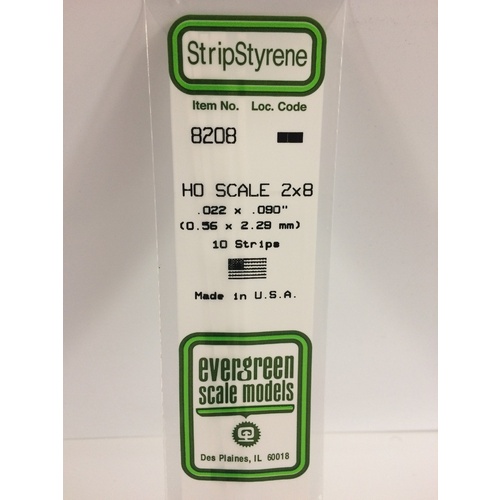 StripStyrene
Item No. Loc. Code
8208
HO SCALE 2x8
.022 x .090"
(0.56 x 2.29 mm)
10 Strips
Made in U.S.A.
evergreen
scale models
Des Plaines, IL 60018